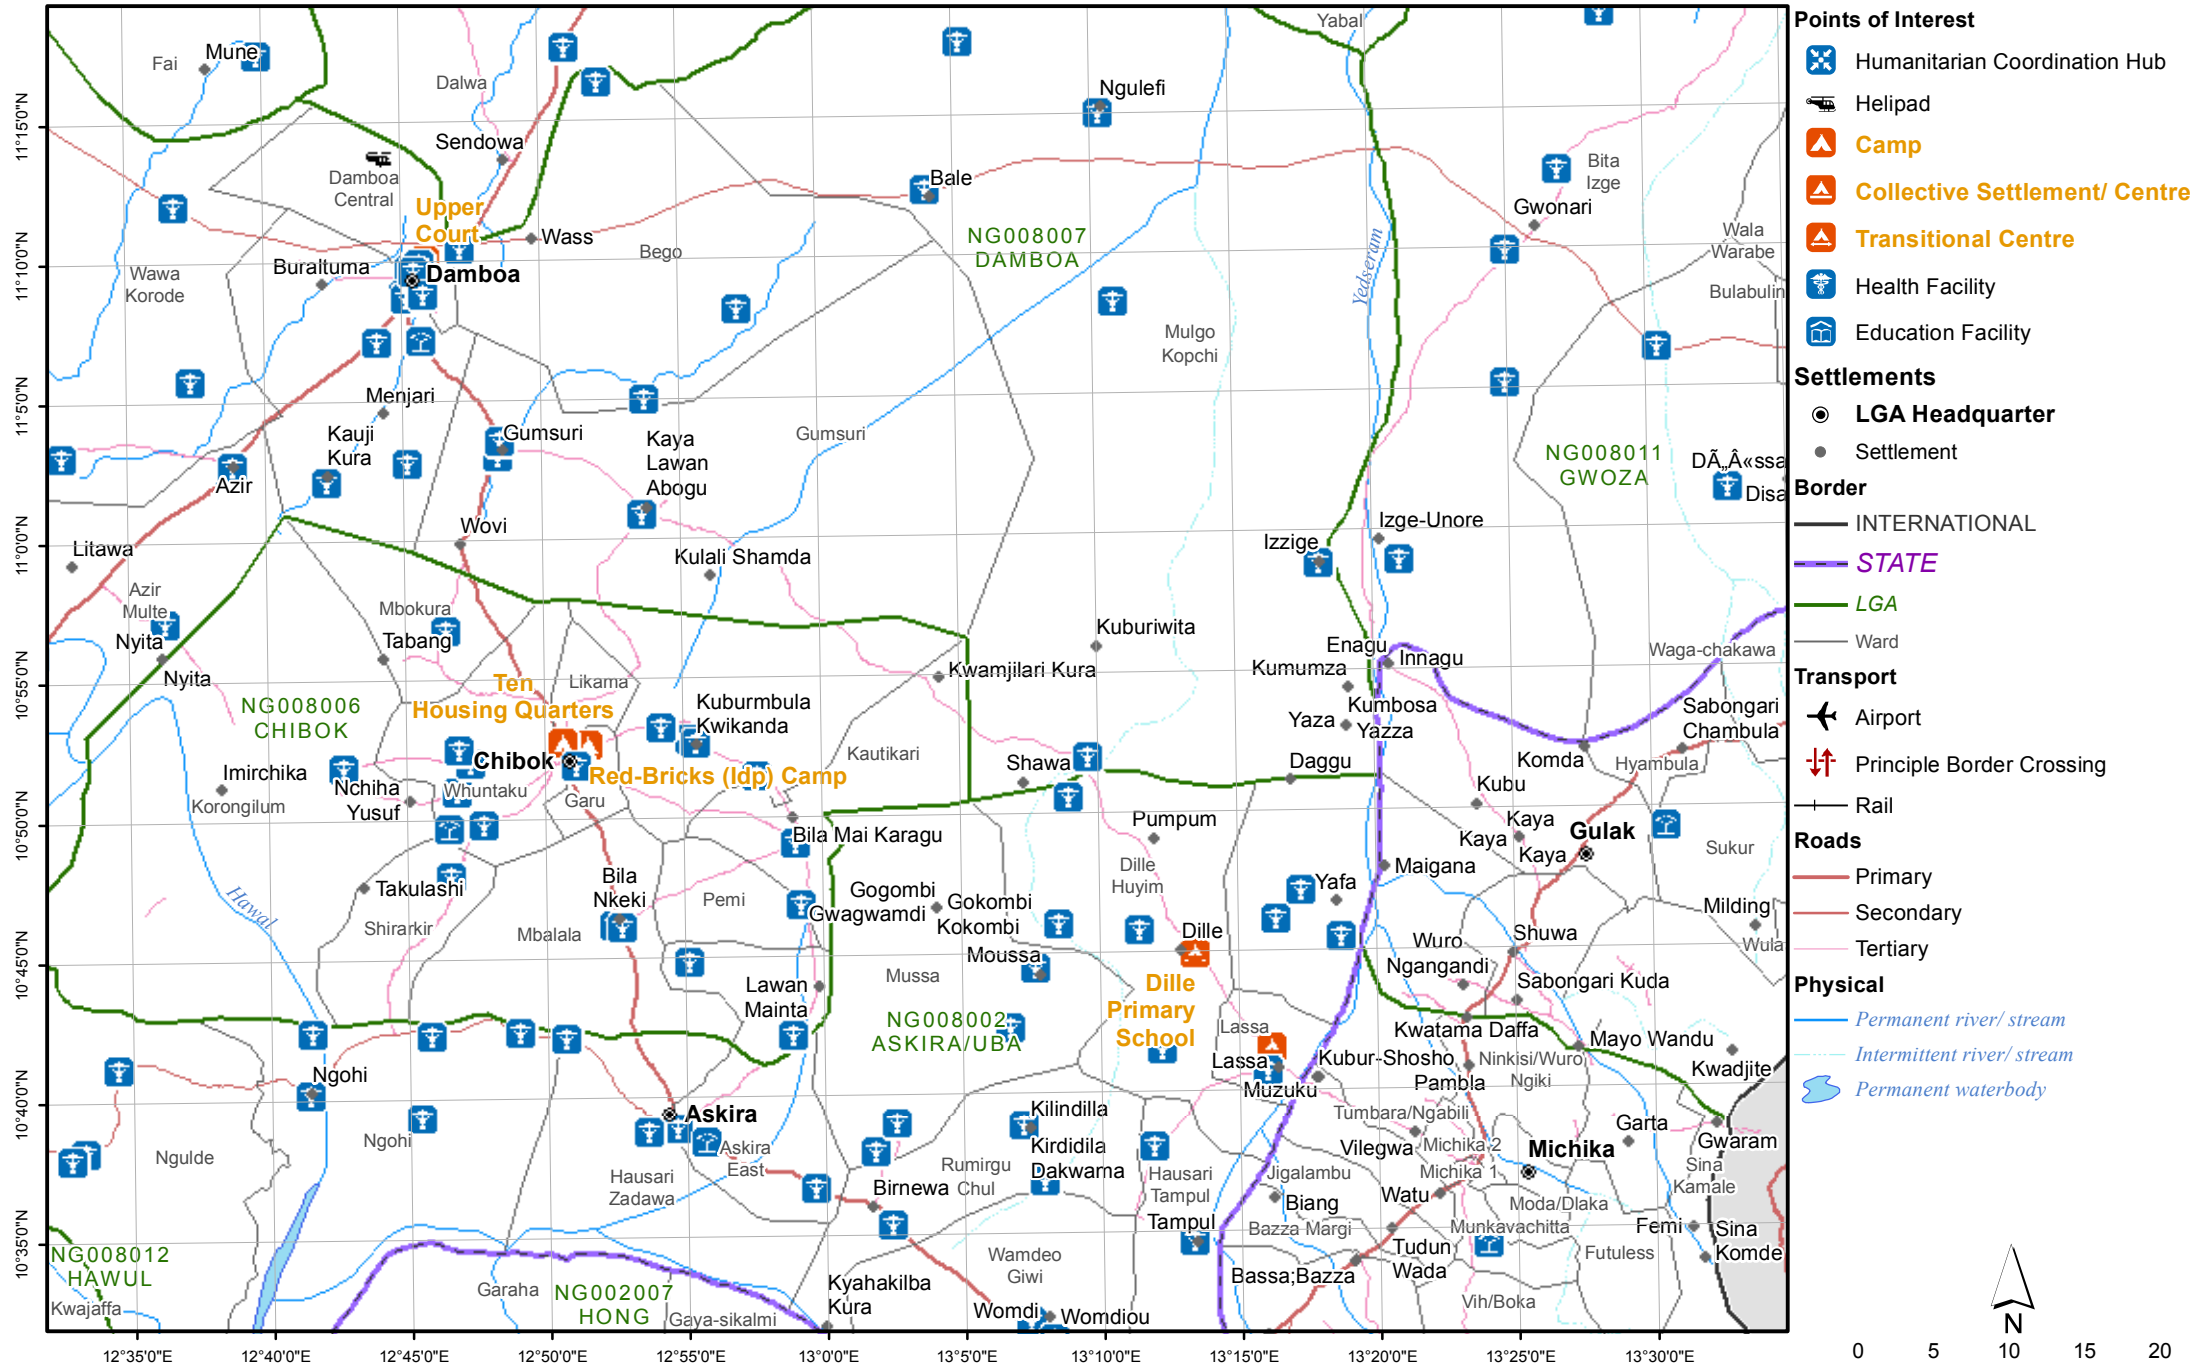 Fai
Mune
Dalwa
Yabal
Ngulefi
Sendowa
Damboa
Central
Bale
Bita
Izge
Gwonari
Upper
Court
Wass
Bego
NG008007
DAMBOA
Wala
Warabe
Wawa
Korode
Buraltuma
Damboa
Yedseram
Bulabulin
Mulgo
Kopchi
Menjari
Kauji
Kura
Gumsuri
Kaya
Lawan
Abogu
Gumsuri
NG008011
GWOZA
DÃ„Â«ssa
Disa
Azir
Wovi
Izge-Unore
Izzige
Litawa
Kulali Shamda
Azir
Multe
Mbokura
Nyita
Tabang
Kuburiwita
Enagu
Innagu
Waga-chakawa
Nyita
Likama
Kwamjilari Kura
Kumumza
Ten
Housing Quarters
NG008006
CHIBOK
Kuburmbula
Kwikanda
Kumbosa
Yaza
Yazza
Sabongari
Chambula
Kautikari
Chibok
Red-Bricks (Idp) Camp
Shawa
Daggu
Komda
Hyambula
Imirchika
Korongilum
Nchiha
Yusuf
Whuntaku
Garu
Kubu
Pumpum
Kaya
Kaya
Kaya
Gulak
Bila Mai Karagu
Sukur
Dille
Huyim
Maigana
Takulashi
Bila
Nkeki
Pemi
Gogombi
Gwagwamdi
Gokombi
Kokombi
Yafa
Milding
Hawal
Shirarkir
Mbalala
Dille
Wuro
Ngangandi
Shuwa
Wula
Moussa
Mussa
Lawan
Mainta
Sabongari Kuda
Dille
Primary
School
NG008002
ASKIRA/UBA
Lassa
Kwatama Daffa
Mayo Wandu
Lassa
Kubur-Shosho
Ninkisi/Wuro
Ngiki
Kwadjite
Ngohi
Muzuku
Pambla
Askira
Kilindilla
Tumbara/Ngabili
Garta
Gwaram
Ngohi
Askira
East
Kirdidila
Dakwama
Vilegwa
Michika 2
Michika
Ngulde
Hausari
Zadawa
Rumirgu
Chul
Hausari
Tampul
Jigalambu
Michika 1
Sina
Kamale
Birnewa
Biang
Watu
Moda/Dlaka
Tampul
Bazza Margi
Munkavachitta
Femi
Sina
Komde
NG008012
HAWUL
Wamdeo
Giwi
Tudun
Wada
Futuless
Kwajaffa
Garaha
NG002007
HONG
Gaya-sikalmi
Kyahakilba
Kura
Womdi
Womdiou
Bassa;Bazza
Vih/Boka
11°15'0"N
11°10'0"N
11°5'0"N
11°0'0"N
10°55'0"N
10°50'0"N
10°45'0"N
10°40'0"N
10°35'0"N
12°35'0"E
12°40'0"E
12°45'0"E
12°50'0"E
12°55'0"E
13°0'0"E
13°5'0"E
13°10'0"E
13°15'0"E
13°20'0"E
13°25'0"E
13°30'0"E
Points of Interest
Humanitarian Coordination Hub
Helipad
Camp
Collective Settlement/ Centre
Transitional Centre
Health Facility
Education Facility
Settlements
LGA Headquarter
Settlement
Border
INTERNATIONAL
STATE
LGA
Ward
Transport
Airport
Principle Border Crossing
Rail
Roads
Primary
Secondary
Tertiary
Physical
Permanent river/ stream
Intermittent river/ stream
Permanent waterbody
N
0 5 10 15 20